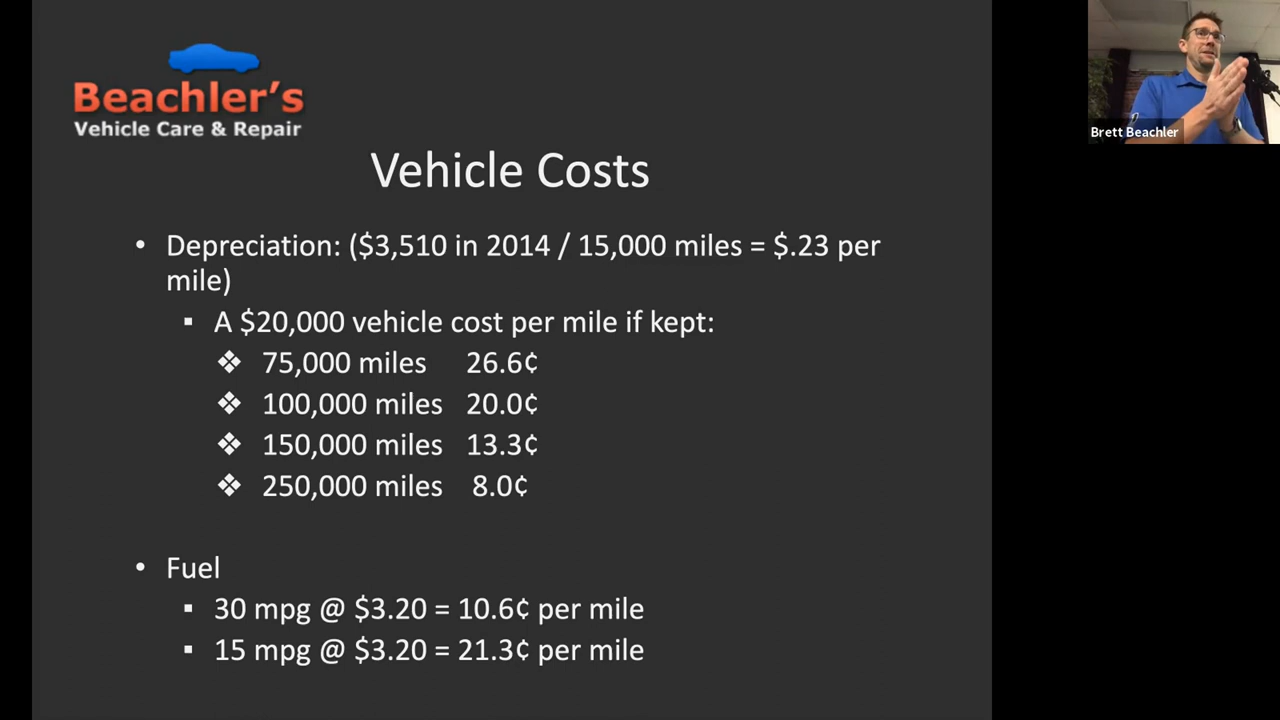 Beachler's
Vehicle Care & Repair
Brett Beachler
Vehicle Costs
• Depreciation: ($3,510 in 2014 / 15,000 miles = $.23 per
mile)
▪ A $20,000 vehicle cost per mile if kept:
❖ 75,000 miles 26.6¢
❖ 100,000 miles 20.0¢
❖ 150,000 miles 13.3¢
❖ 250,000 miles 8.0¢
• Fuel
▪ 30 mpg @ $3.20 = 10.6¢ per mile
▪ 15 mpg @ $3.20 = 21.3¢ per mile